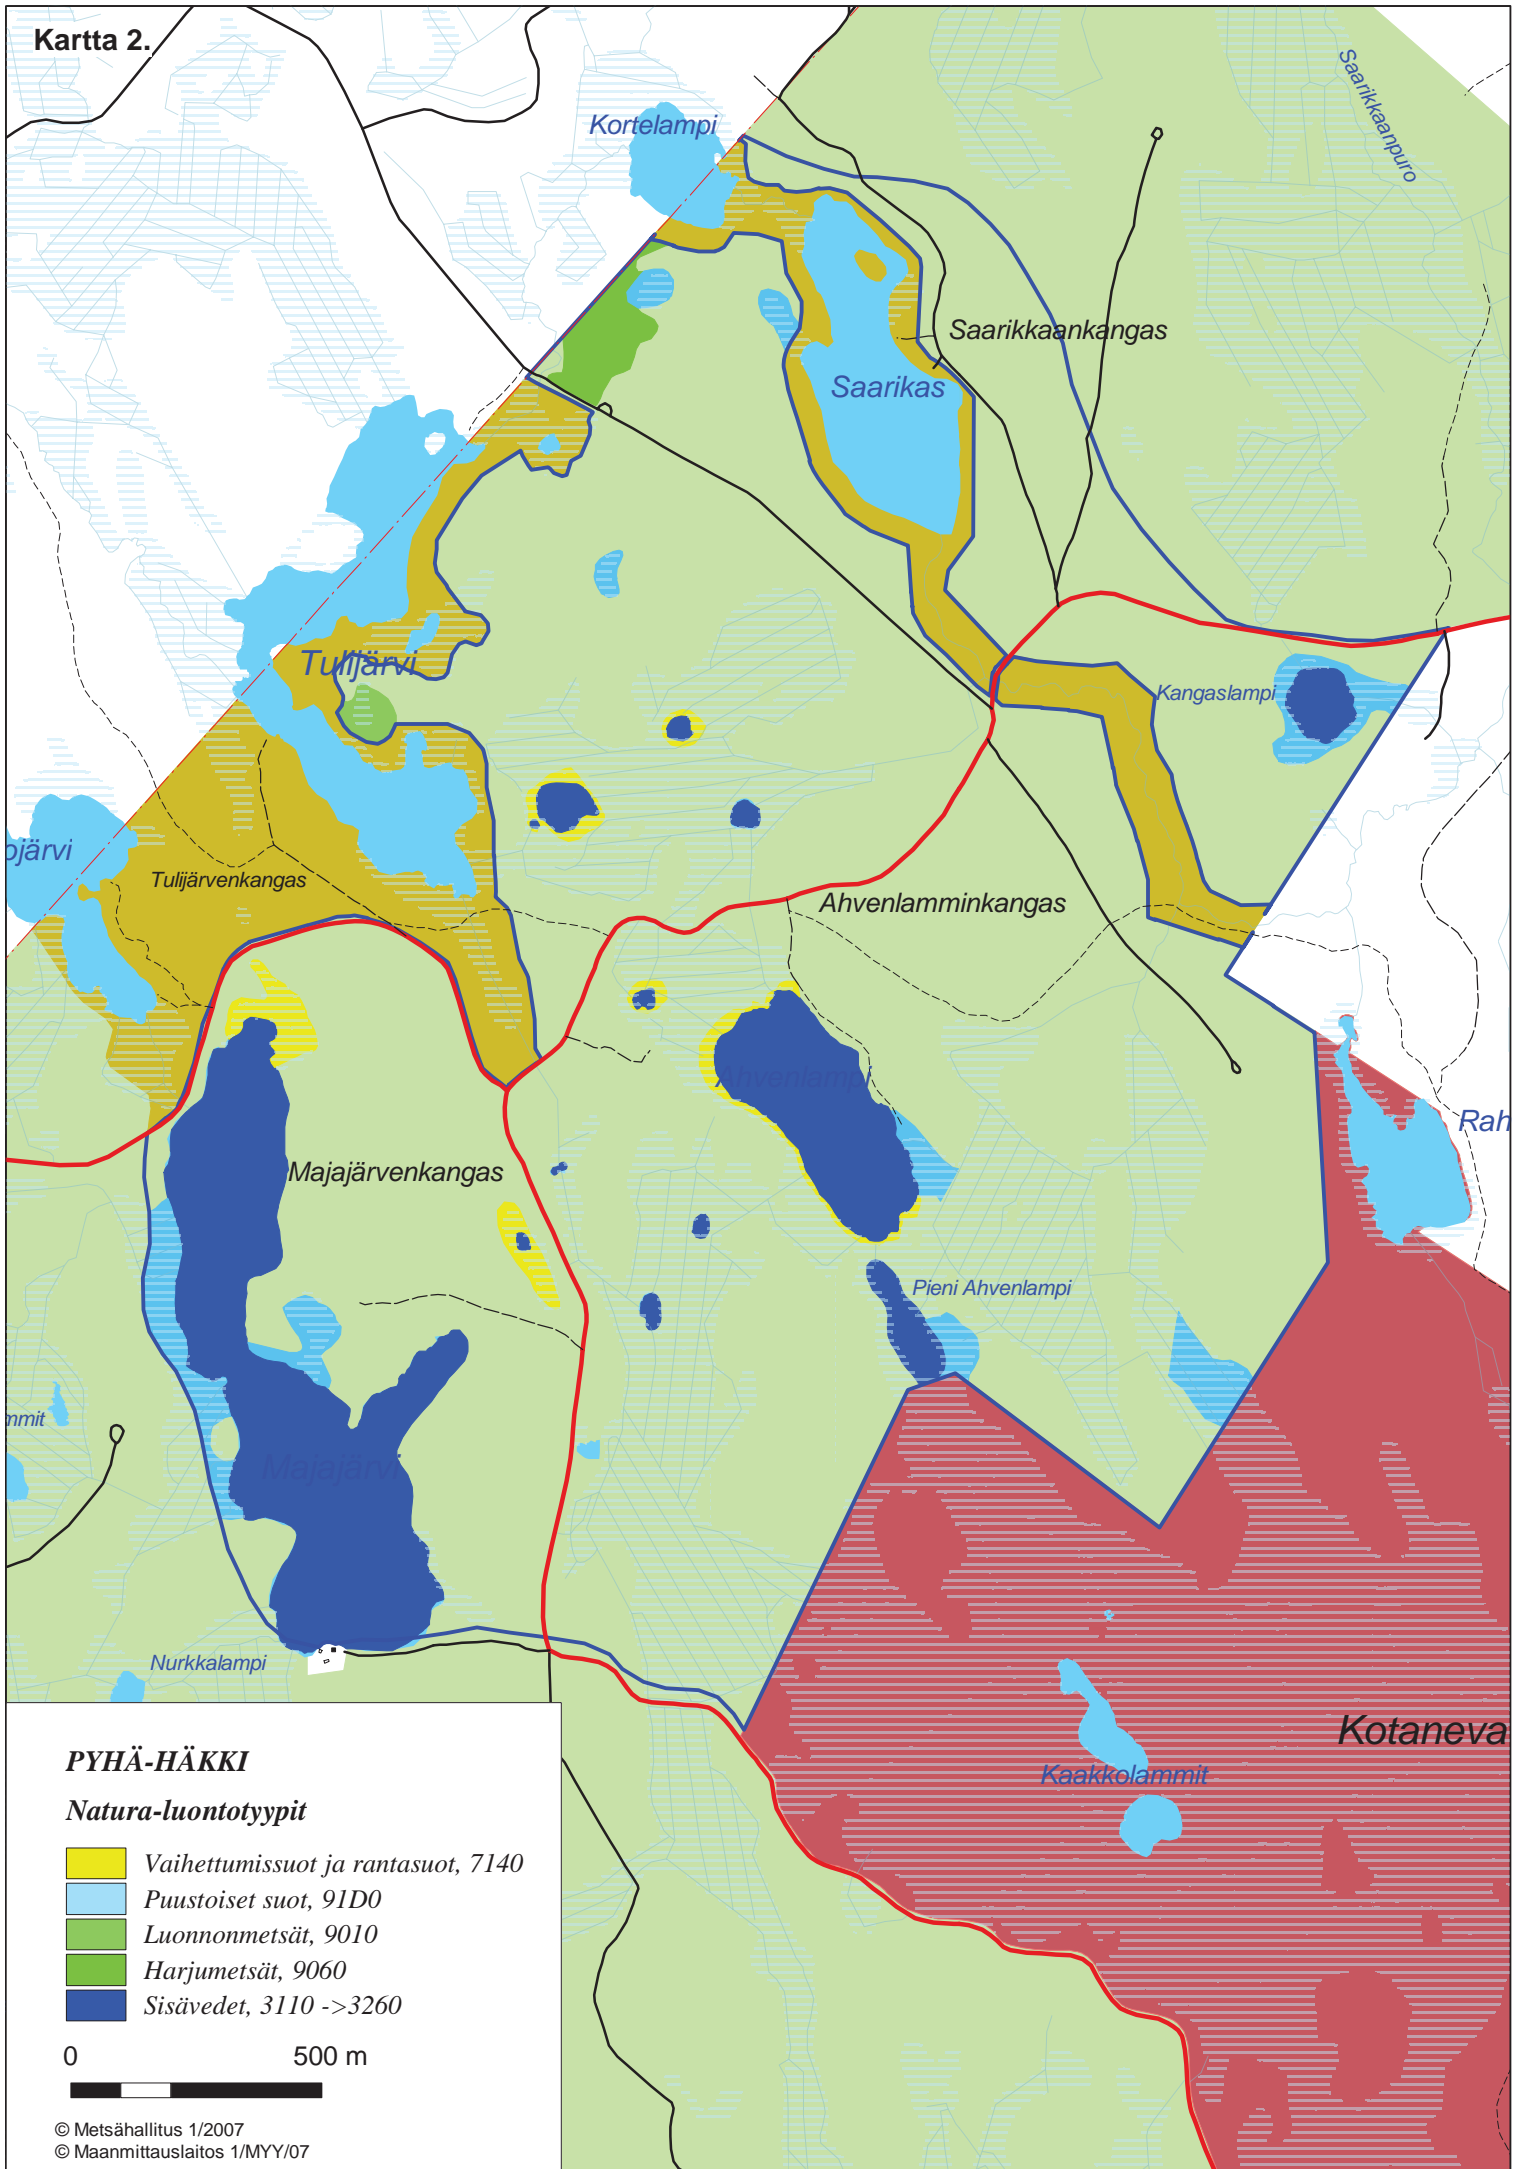 Kartta 2.
Kortelampi
Saarikkaanpuro
Saarikkaankangas
Saarikas
Tulijärvi
Kangaslampi
ojärvi
Tulijärvenkangas
Ahvenlamminkangas
Ahvenlampi
Rah
Majajärvenkangas
Pieni Ahvenlampi
mmit
Majajärvi
Nurkkalampi
Kotaneva
Kaakkolammit
PYHÄ-HÄKKI
Natura-luontotyypit
Vaihettumissuot ja rantasuot, 7140
Puustoiset suot, 91D0
Luonnonmetsät, 9010
Harjumetsät, 9060
Sisävedet, 3110 ->3260
0 500 m
© Metsähallitus 1/2007
© Maanmittauslaitos 1/MYY/07